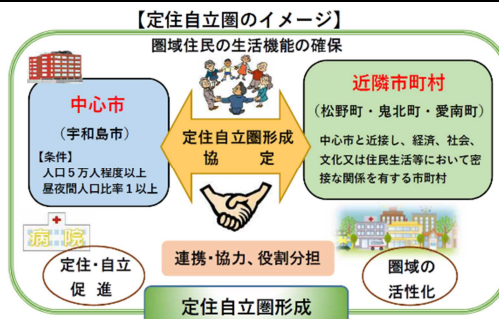 【定住自立圏のイメージ】
圏域住民の生活機能の確保
中心市
（宇和島市）
【条件】
人口５万人程度以上
昼夜間人口比率１以上
定住自立圏形成
協定
近隣市町村
（松野町・鬼北町・愛南町）
中心市と近接し、経済、社会、
文化又は住民生活等において密
接な関係を有する市町村
病院
定住・自立
促進
連携・協力、役割分担
圏域の
活性化
定住自立圏形成